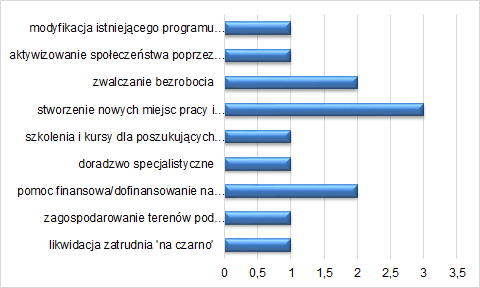 modyfikacja istniejącego programu ...
aktywizowanie społeczeństwa poprzez...
zwalczanie bezrobocia
stworzenie nowych miejsc pracy i...
szkolenia i kursy dla poszukujących...
doradzwo specjalistyczne
pomoc finansowa/dofinansowanie na...
zagospodarowanie terenów pod...
likwidacja zatrudnia 'na czarno'
0 0,5 1 1,5 2 2,5 3 3,5